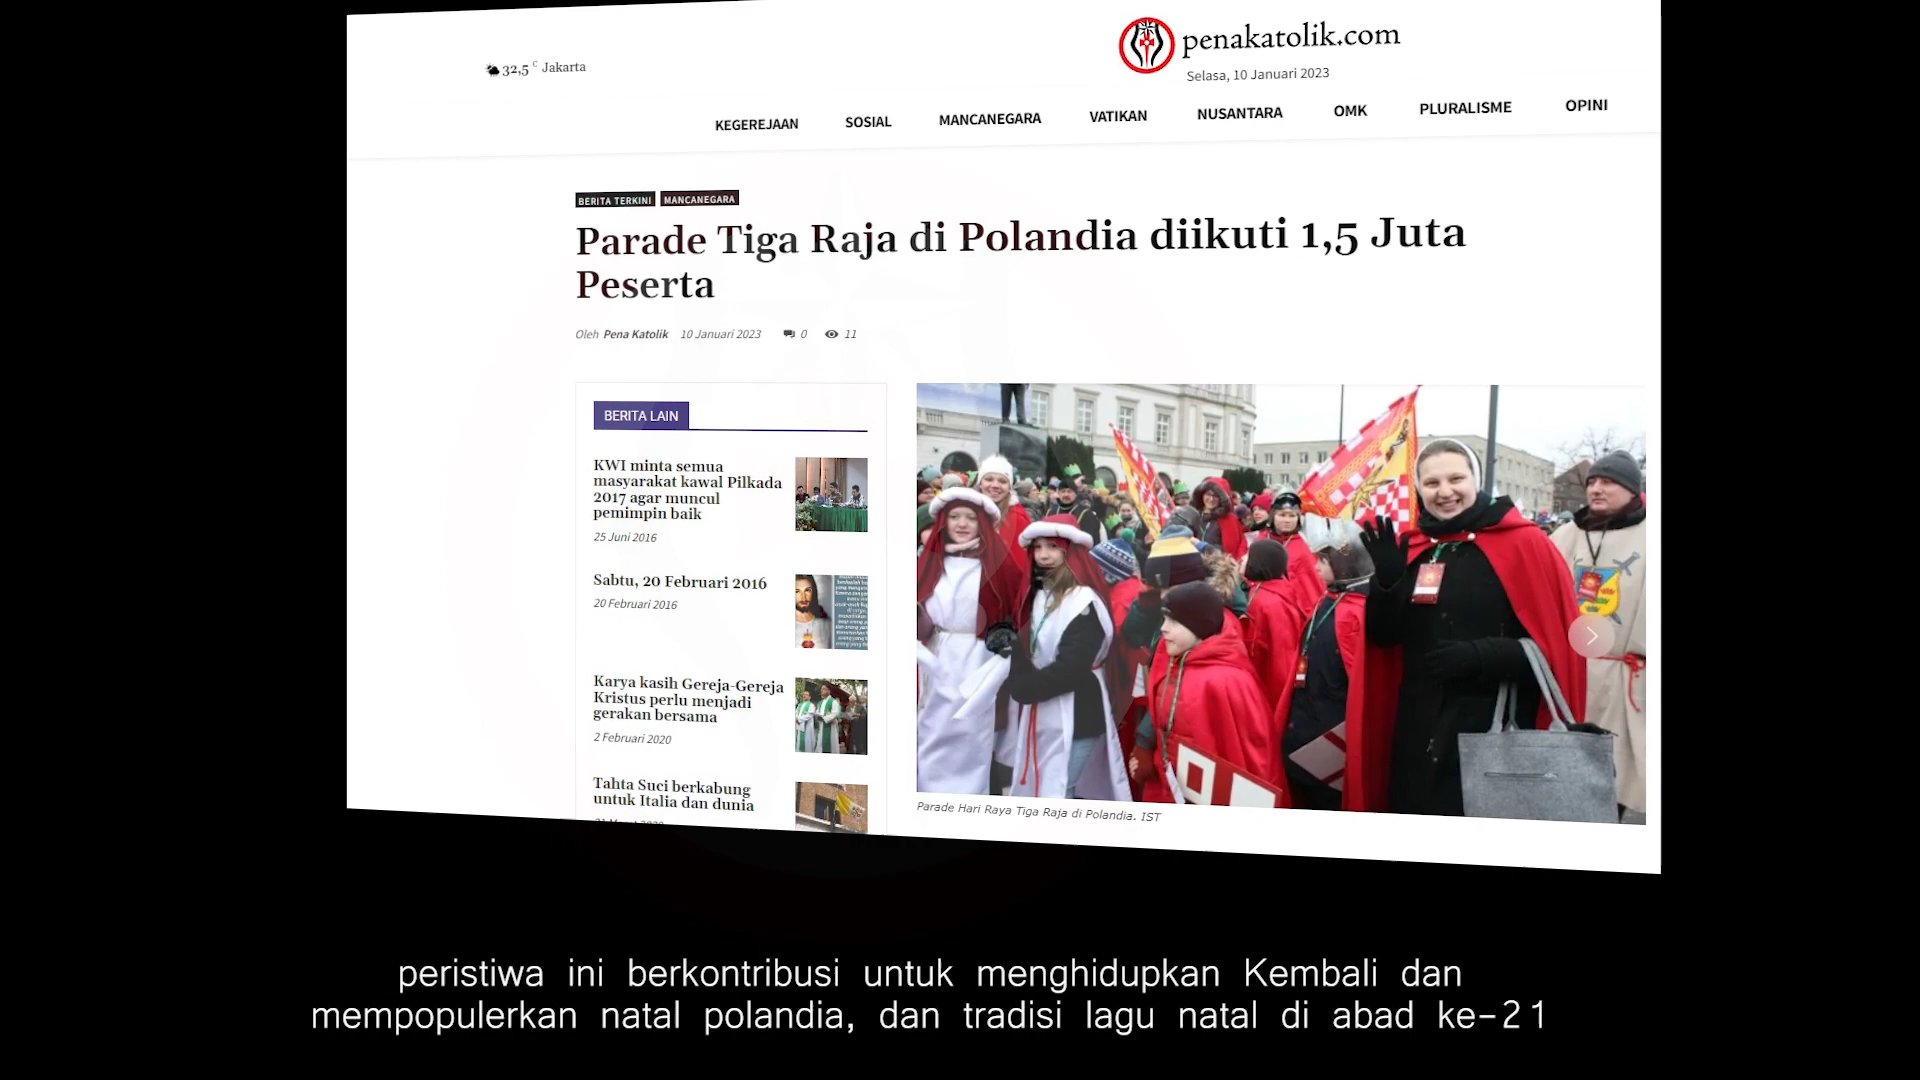 penakatolik.com
32,5 C Jakarta
Selasa, 10 Januari 2023
KEGEREJAAN SOSIAL MANCANEGARA VATIKAN NUSANTARA OMK PLURALISME OPINI
BERITA TERKINI MANCANEGARA
Parade Tiga Raja di Polandia diikuti 1,5 Juta
Peserta
Oleh Pena Katolik 10 Januari 2023 0 11
BERITA LAIN
KWI minta semua
masyarakat kawal Pilkada
2017 agar muncul
pemimpin baik
25 Juni 2016
Sabtu, 20 Februari 2016
20 Februari 2016
Karya kasih Gereja-Gereja
Kristus perlu menjadi
gerakan bersama
2 Februari 2020
Tahta Suci berkabung
untuk Italia dan dunia
Parade Hari Raya Tiga Raja di Polandia. IST
peristiwa ini berkontribusi untuk menghidupkan Kembali dan
mempopulerkan natal polandia, dan tradisi lagu natal di abad ke-21